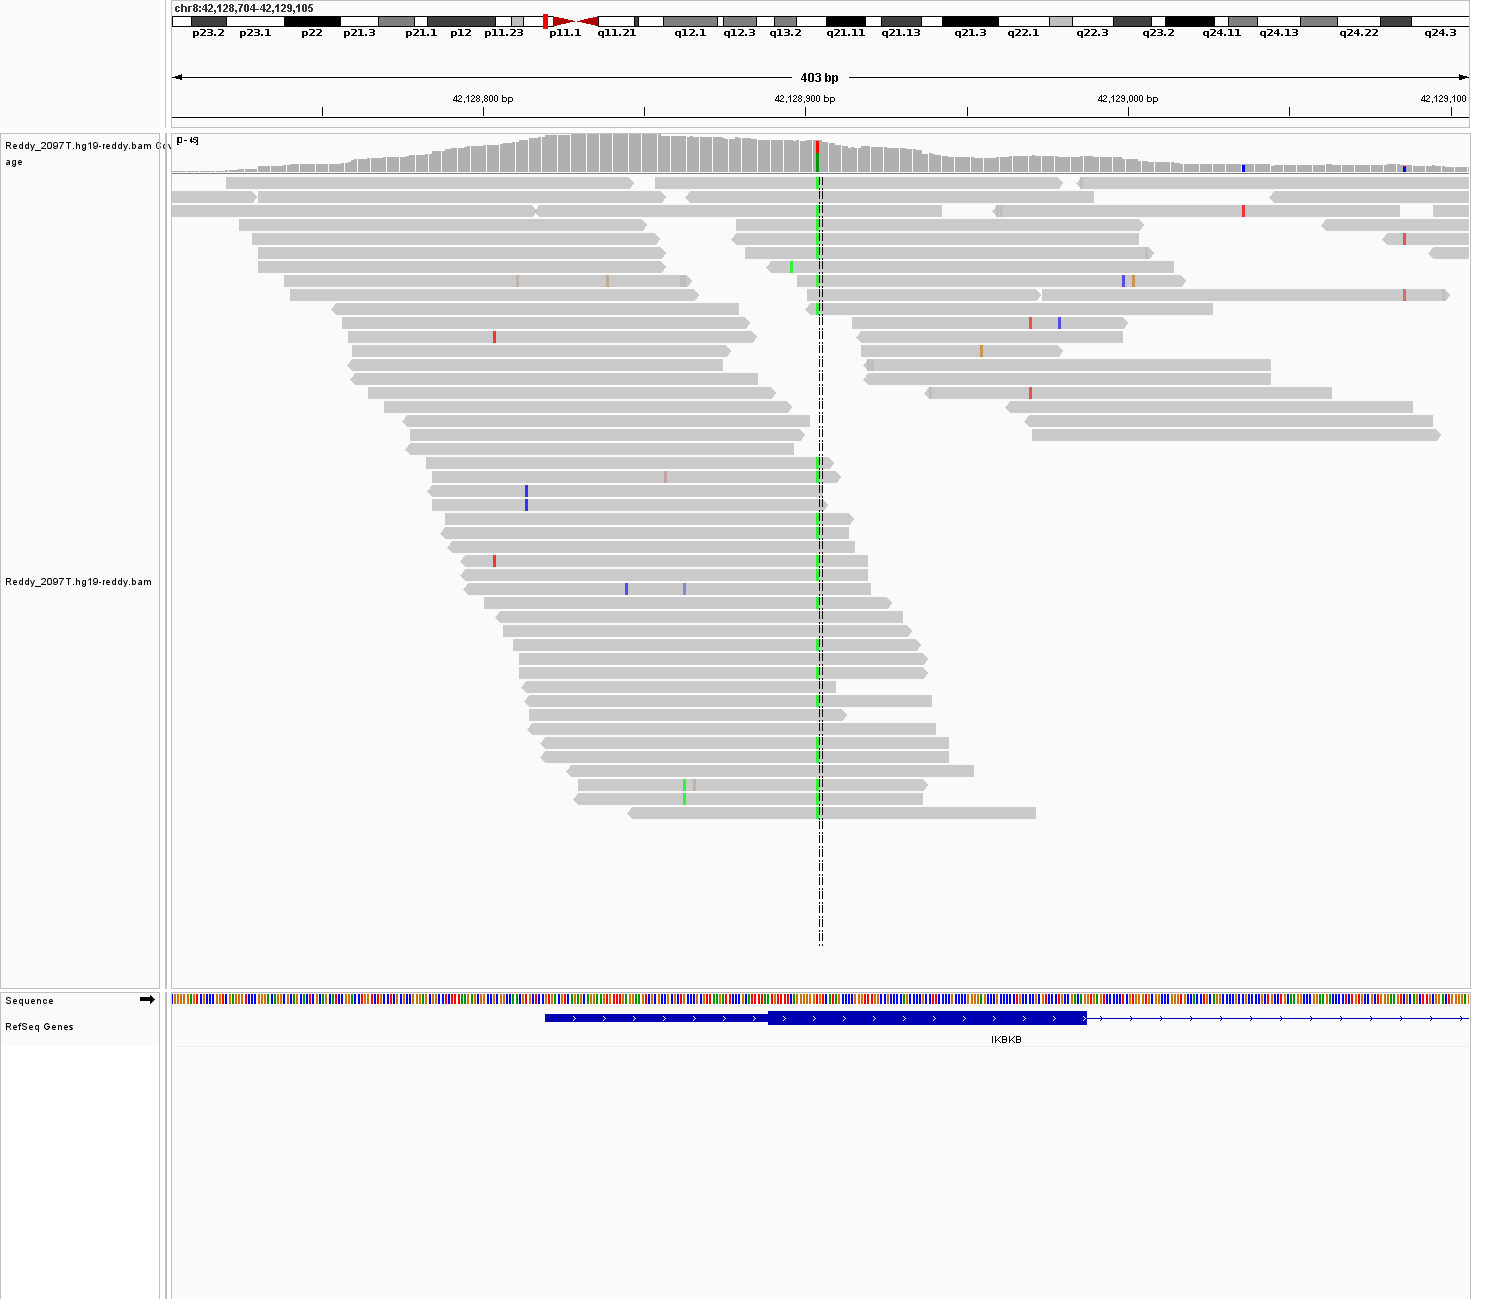 chr8:42,128,704-42,129,105
p23.2 p23.1 p22 p21.3 p21.1 p12 p11.23 p11.1 q11.21 q12.1 q12.3 q13.2 q21.11 q21.13 q21.3 q22.1 q22.3 q23.2 q24.11 q24.13 q24.22 q24.3
403 bp
42,128,800 bp 42,128,900 bp 42,129,000 bp 42,129,100
Reddy_2097T.hg19-reddy.bam Cov
age
[0 - 45]
Reddy_2097T.hg19-reddy.bam
Sequence
RefSeq Genes
IKBKB